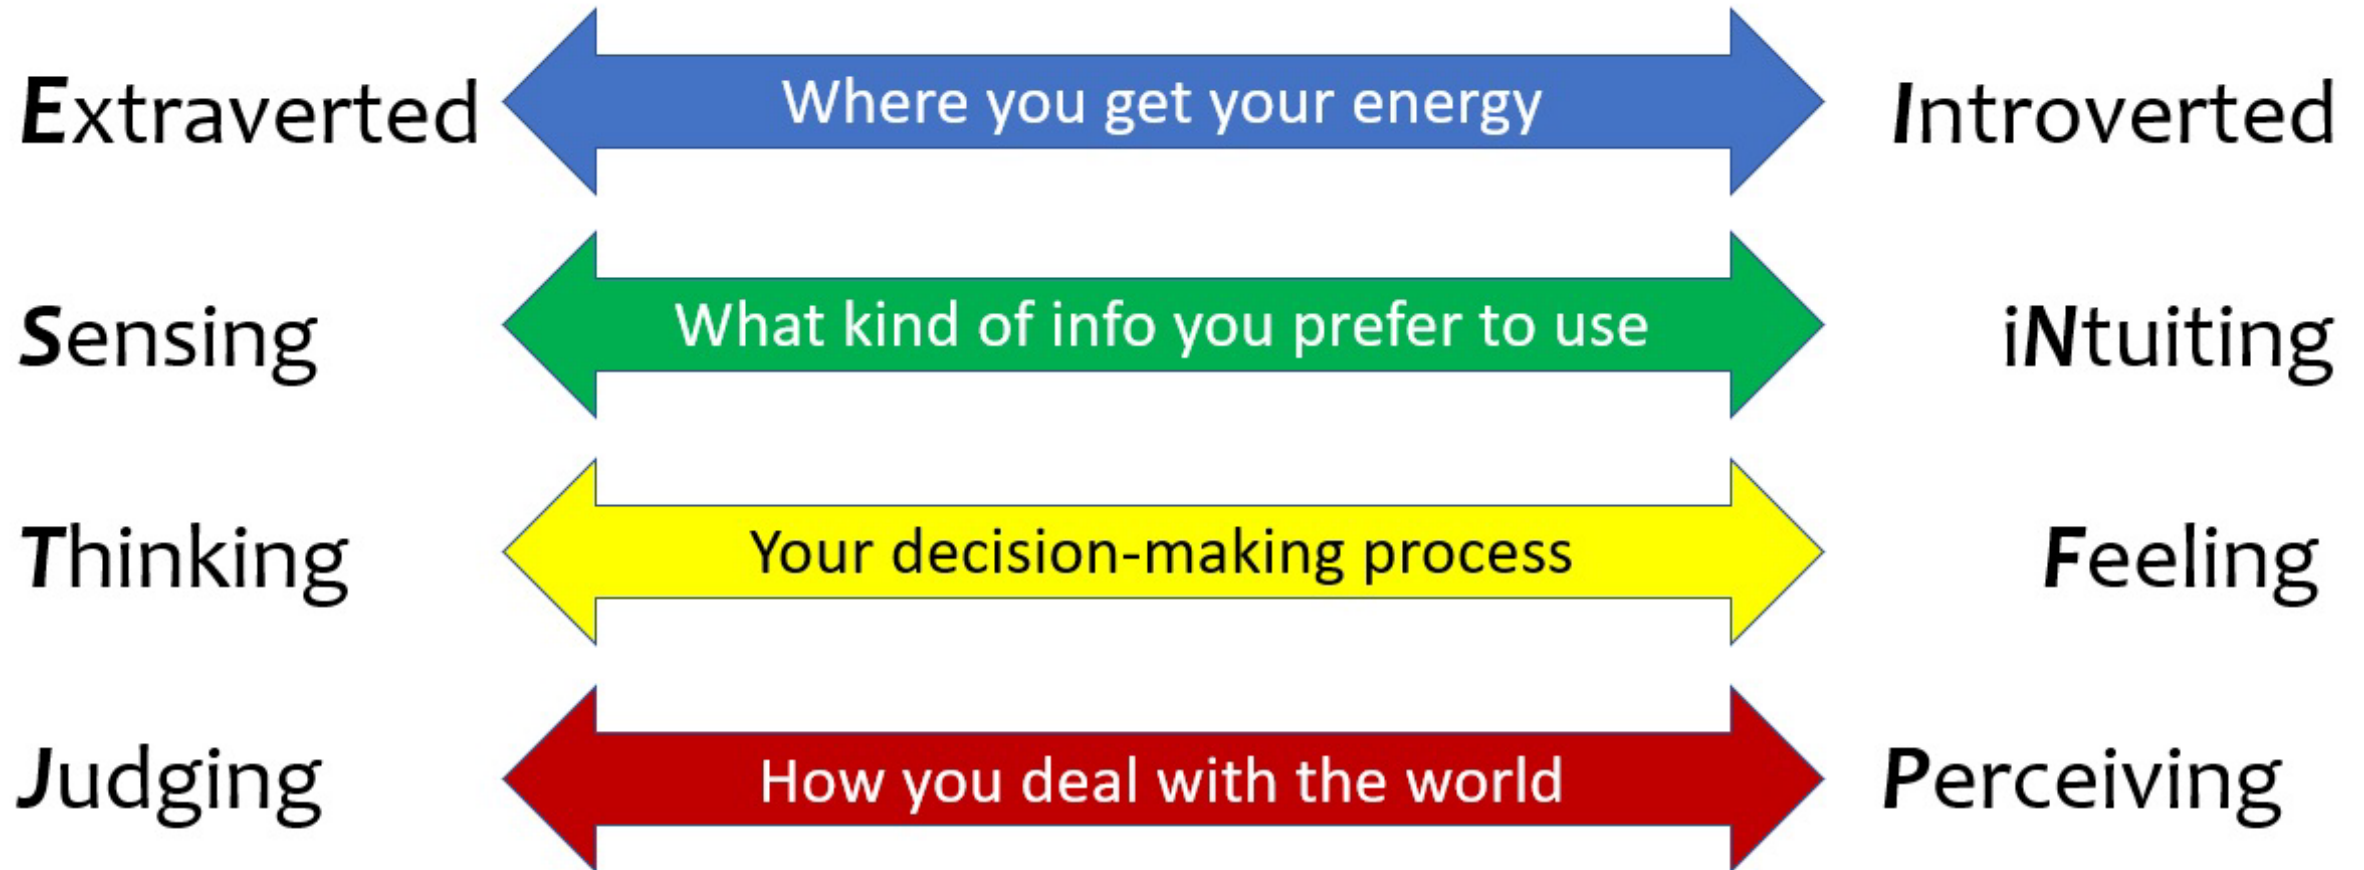 Extraverted Where you get your energy Introverted
Sensing What kind of info you prefer to use iNtuiting
Thinking Your decision-making process Feeling
Judging How you deal with the world Perceiving